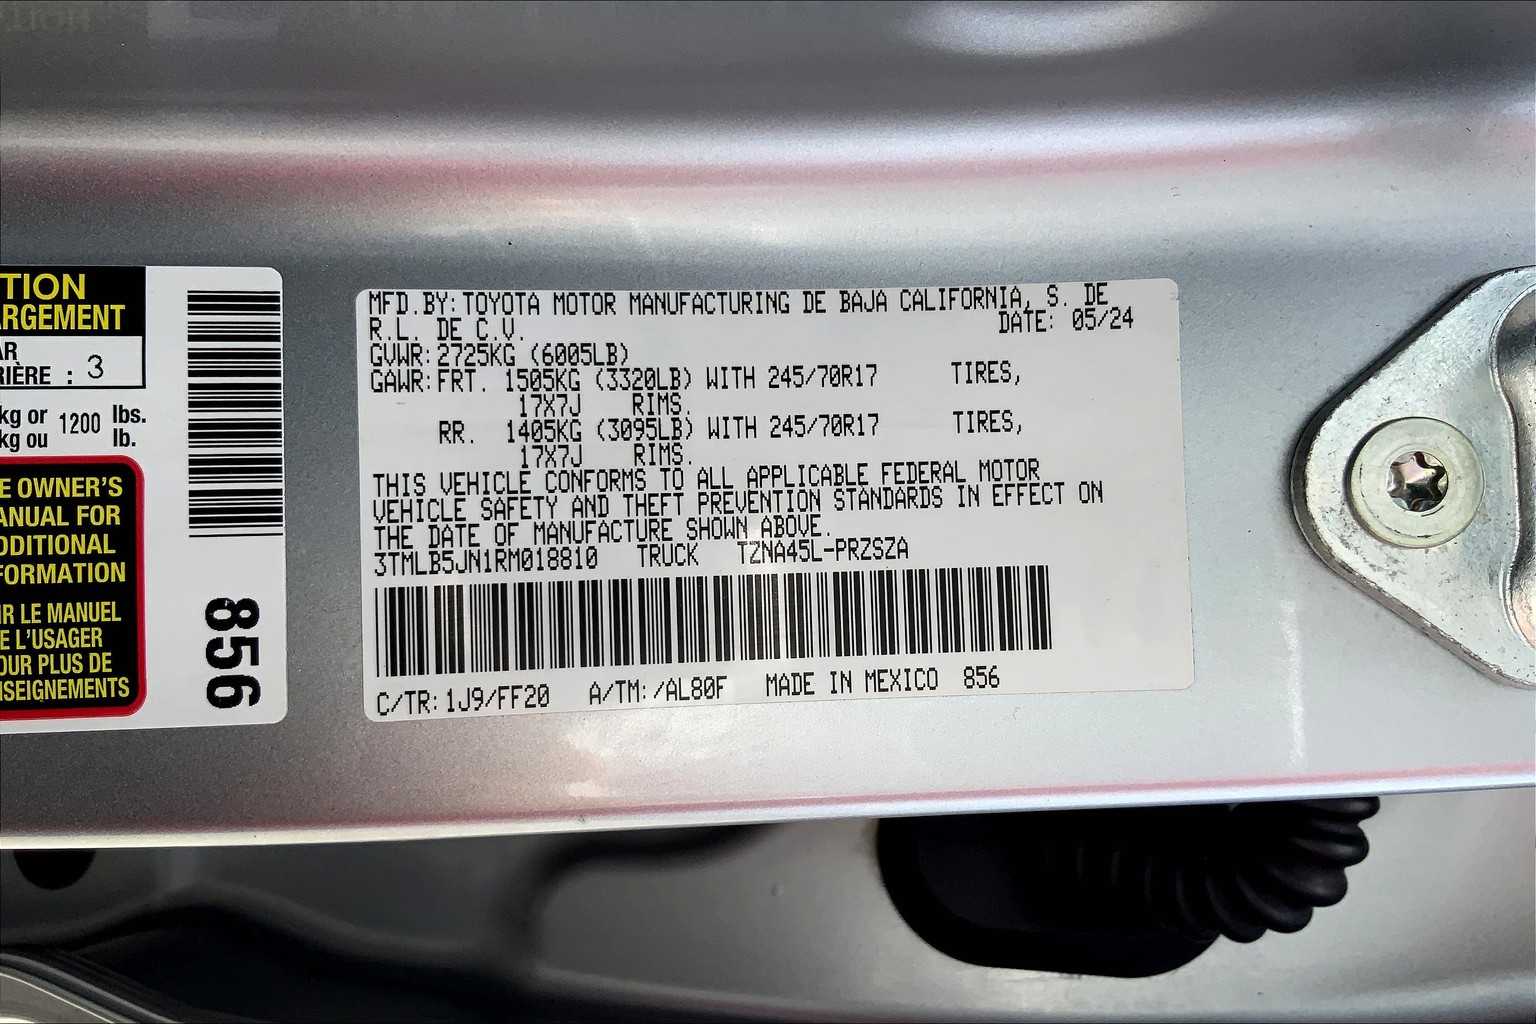 TION
ARGEMENT
AR
RIÈRE : 3
kg or 1200 lbs.
kg ou lb.
E OWNER'S
ANUAL FOR
DDITIONAL
FORMATION
IR LE MANUEL
E L'USAGER
OUR PLUS DE
NSEIGNEMENTS
856
MFD.BY:TOYOTA MOTOR MANUFACTURING DE BAJA CALIFORNIA, S. DE
R.L. DE C.V. DATE: 05/24
GVWR:2725KG (6005LB)
GAWR:FRT. 1505KG (3320LB) WITH 245/70R17 TIRES,
17X7J RIMS.
RR. 1405KG (3095LB) WITH 245/70R17 TIRES,
17X7J RIMS.
THIS VEHICLE CONFORMS TO ALL APPLICABLE FEDERAL MOTOR
VEHICLE SAFETY AND THEFT PREVENTION STANDARDS IN EFFECT ON
THE DATE OF MANUFACTURE SHOWN ABOVE.
3TMLB5JN1RM018810 TRUCK TZNA45L-PRZSZA
C/TR:1J9/FF20 A/TM:/AL80F MADE IN MEXICO 856